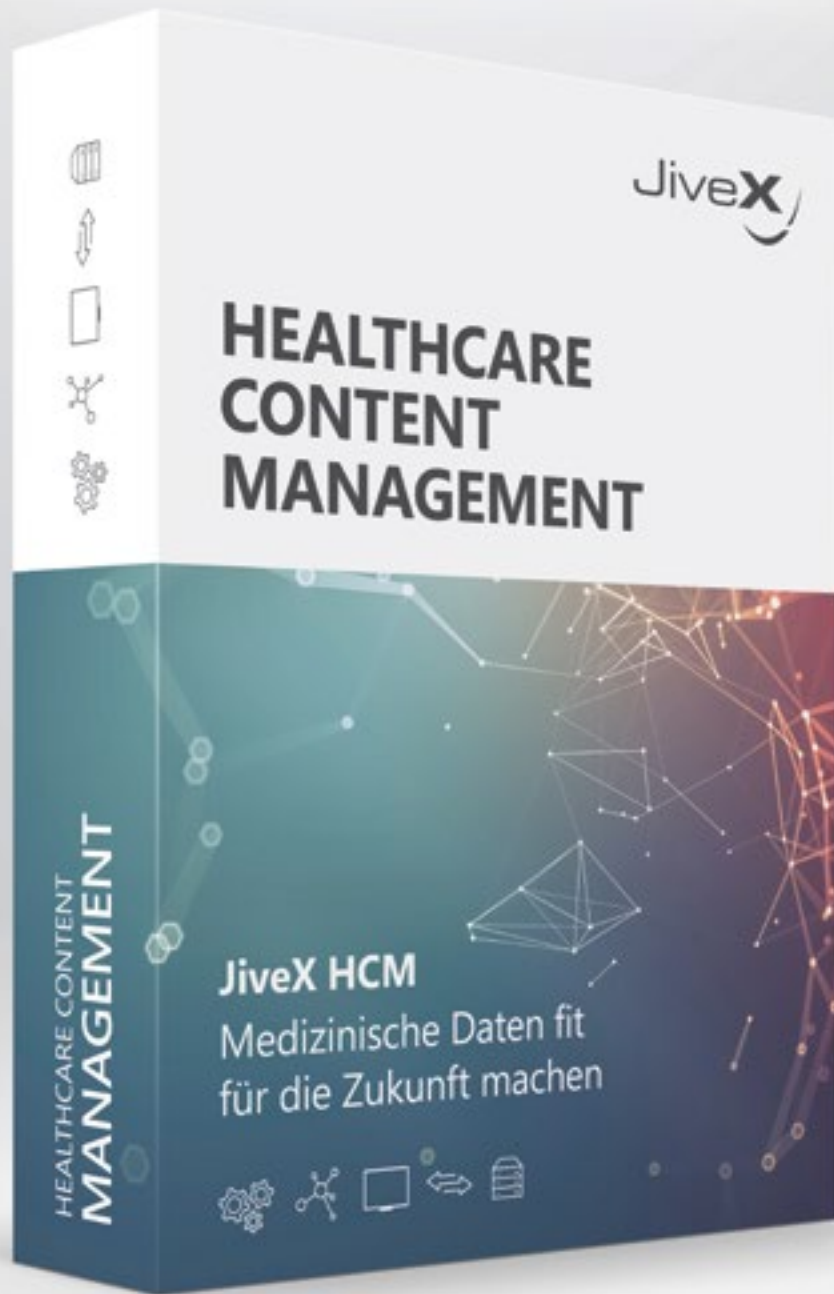 JiveX
HEALTHCARE
CONTENT
MANAGEMENT
HEALTHCARE CONTENT
MANAGEMENT
JiveX HCM
Medizinische Daten fit
für die Zukunft machen